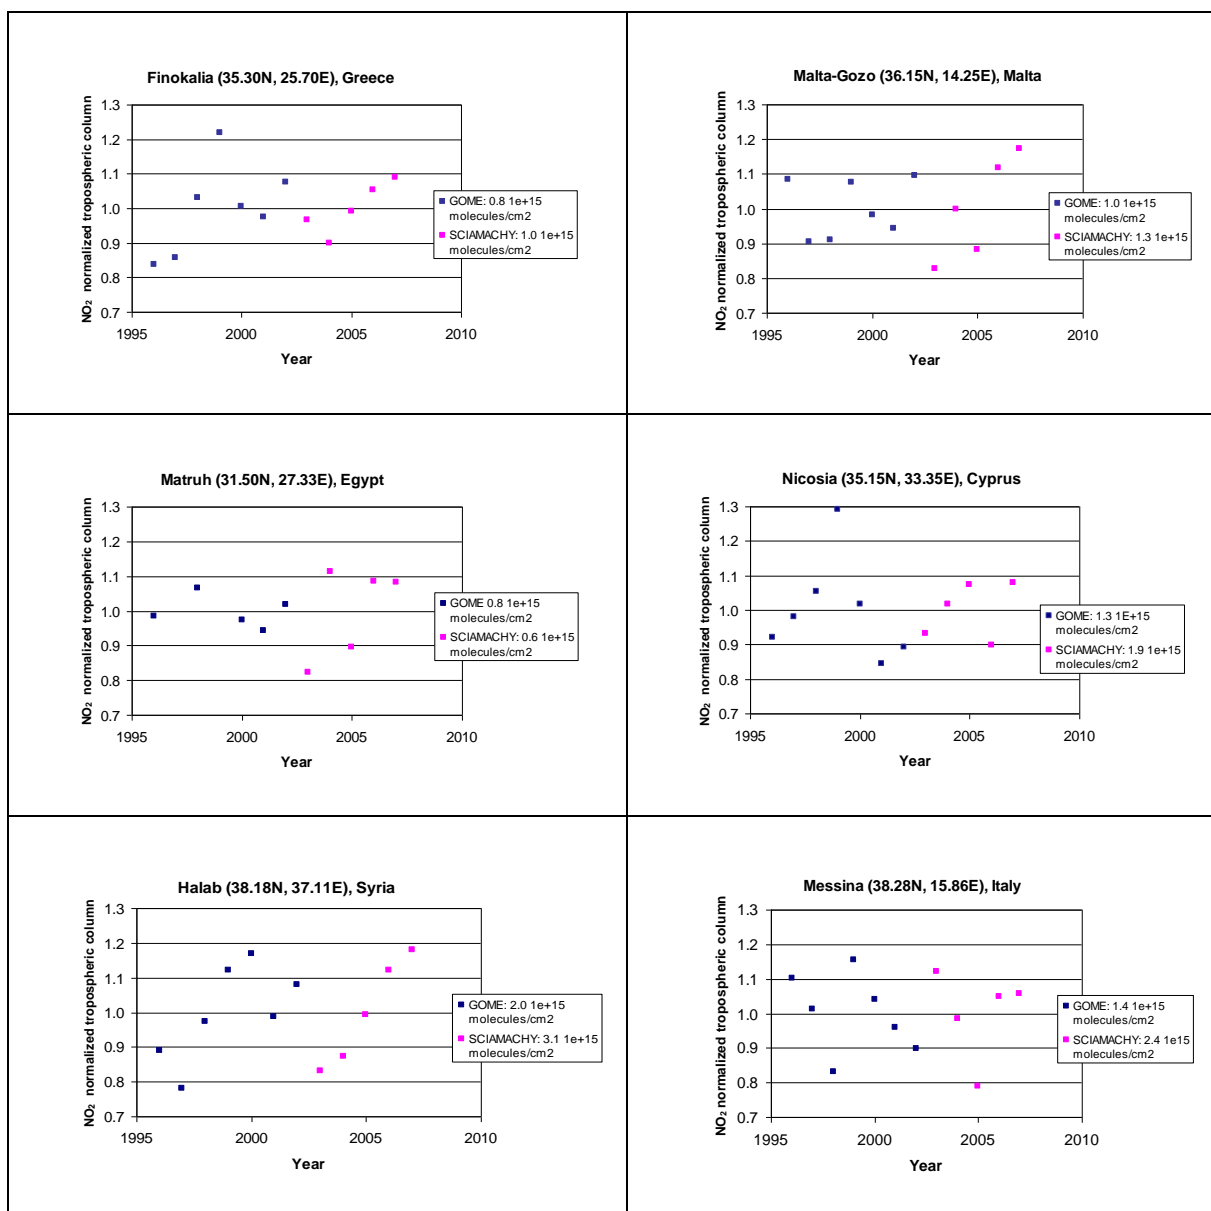 Finokalia (35.30N, 25.70E), Greece
NO₂ normalized tropospheric column
1.3
1.2
1.1
1.0
0.9
0.8
0.7
1995 2000 2005 2010
Year
GOME: 0.8 1e+15
molecules/cm2
SCIAMACHY: 1.0 1e+15
molecules/cm2
Malta-Gozo (36.15N, 14.25E), Malta
NO₂ normalized tropospheric column
1.3
1.2
1.1
1.0
0.9
0.8
0.7
1995 2000 2005 2010
Year
GOME: 1.0 1e+15
molecules/cm2
SCIAMACHY: 1.3 1e+15
molecules/cm2
Matruh (31.50N, 27.33E), Egypt
NO₂ normalized tropospheric column
1.3
1.2
1.1
1.0
0.9
0.8
0.7
1995 2000 2005 2010
Year
GOME 0.8 1e+15
molecules/cm2
SCIAMACHY: 0.6 1e+15
molecules/cm2
Nicosia (35.15N, 33.35E), Cyprus
NO₂ normalized tropospheric column
1.3
1.2
1.1
1.0
0.9
0.8
0.7
1995 2000 2005 2010
Year
GOME: 1.3 1E+15
molecules/cm2
SCIAMACHY: 1.9 1e+15
molecules/cm2
Halab (38.18N, 37.11E), Syria
NO₂ normalized tropospheric column
1.3
1.2
1.1
1.0
0.9
0.8
0.7
1995 2000 2005 2010
Year
GOME: 2.0 1e+15
molecules/cm2
SCIAMACHY: 3.1 1e+15
molecules/cm2
Messina (38.28N, 15.86E), Italy
NO₂ normalized tropospheric column
1.3
1.2
1.1
1.0
0.9
0.8
0.7
1995 2000 2005 2010
Year
GOME: 1.4 1e+15
molecules/cm2
SCIAMACHY: 2.4 1e15
molecules/cm2